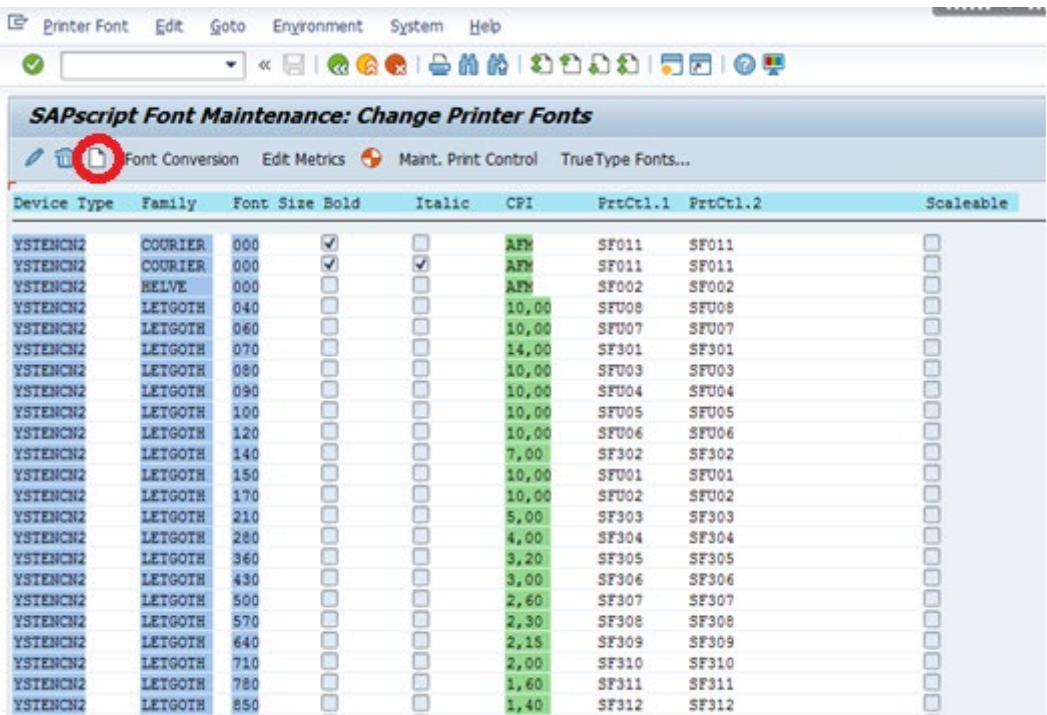 Printer Font Edit Goto Environment System Help
SAPscript Font Maintenance: Change Printer Fonts
Font Conversion Edit Metrics Maint. Print Control TrueType Fonts...
Device Type Family Font Size Bold Italic CPI PrtCtl.1 PrtCtl.2 Scaleable
YSTENCN2 COURIER 000 AFM SF011 SF011
YSTENCN2 COURIER 000 AFM SF011 SF011
YSTENCN2 HELVE 000 AFM SF002 SF002
YSTENCN2 LETGOTH 040 10,00 SFU08 SFU08
YSTENCN2 LETGOTH 060 10,00 SFU07 SFU07
YSTENCN2 LETGOTH 070 14,00 SF301 SF301
YSTENCN2 LETGOTH 080 10,00 SFU03 SFU03
YSTENCN2 LETGOTH 090 10,00 SFU04 SFU04
YSTENCN2 LETGOTH 100 10,00 SFU05 SFU05
YSTENCN2 LETGOTH 120 10,00 SFU06 SFU06
YSTENCN2 LETGOTH 140 7,00 SF302 SF302
YSTENCN2 LETGOTH 150 10,00 SFU01 SFU01
YSTENCN2 LETGOTH 170 10,00 SFU02 SFU02
YSTENCN2 LETGOTH 210 5,00 SF303 SF303
YSTENCN2 LETGOTH 280 4,00 SF304 SF304
YSTENCN2 LETGOTH 360 3,20 SF305 SF305
YSTENCN2 LETGOTH 430 3,00 SF306 SF306
YSTENCN2 LETGOTH 500 2,60 SF307 SF307
YSTENCN2 LETGOTH 570 2,30 SF308 SF308
YSTENCN2 LETGOTH 640 2,15 SF309 SF309
YSTENCN2 LETGOTH 710 2,00 SF310 SF310
YSTENCN2 LETGOTH 780 1,60 SF311 SF311
YSTENCN2 LETGOTH 850 1,40 SF312 SF312